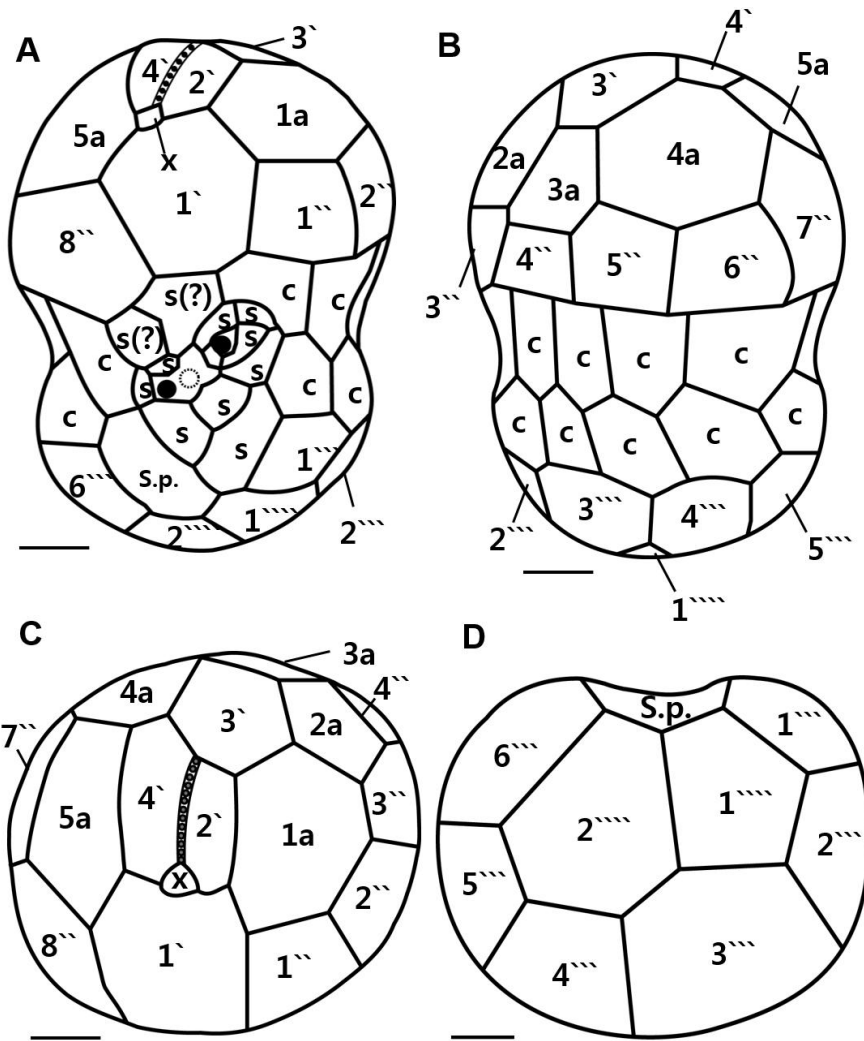 A
3`
4`
2`
5a
1a
x
1`
1``
2``
8``
s(?)
c
c
s
s
s(?)
s
c
s
s
s
c
c
s
c
s
s
S.p.
1```
6```
2````
1````
2```
B
4`
3`
5a
2a
4a
3a
7``
4``
5``
6``
3``
c
c
c
c
c
c
c
c
c
2```
3```
4```
5```
1````
C
3a
4a
4``
3`
2a
7``
4`
2`
3``
5a
1a
x
2``
8``
1`
1``
D
S.p.
1```
6```
2````
1````
2```
5```
4```
3```